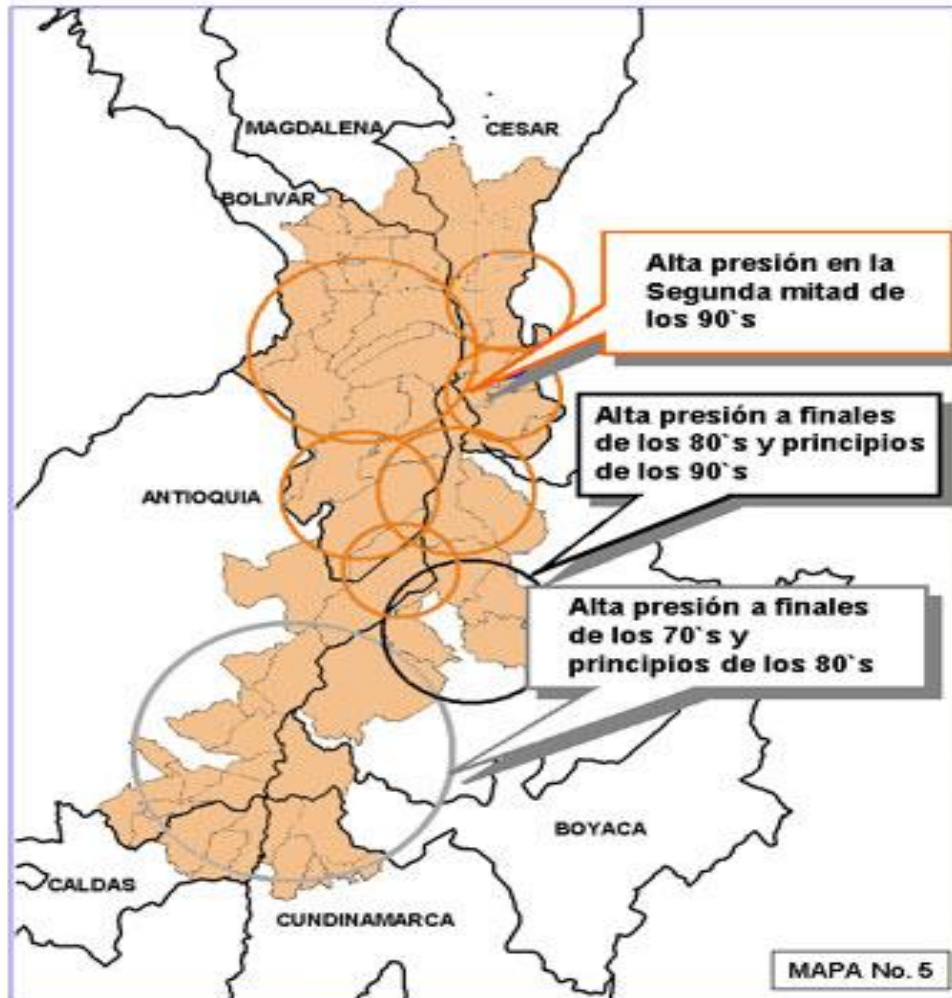 MAGDALENA
CESAR
BOLIVAR
Alta presión en la
Segunda mitad de
los 90`s
Alta presión a finales
de los 80`s y principios
de los 90`s
ANTIOQUIA
Alta presión a finales
de los 70`s y
principios de los 80`s
BOYACA
CALDAS
CUNDINAMARCA
MAPA No. 5